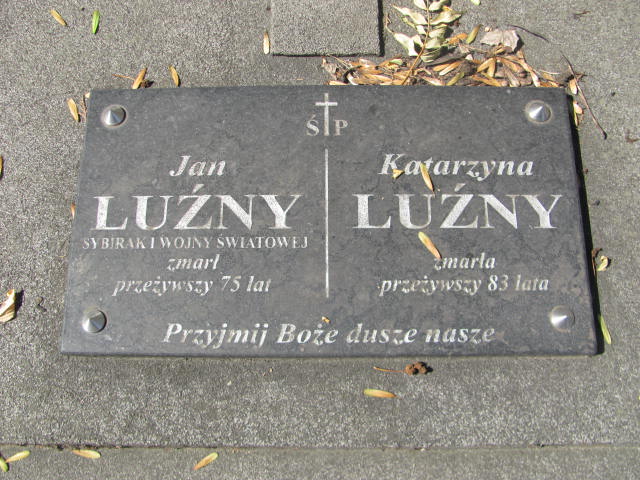 Ś P
Jan
LUŹNY
SYBIRAK I WOJNY ŚWIATOWEJ
zmarł
przeżywszy 75 lat
Katarzyna
LUŹNY
zmarła
przeżywszy 83 lata
Przyjmij Boże dusze nasze